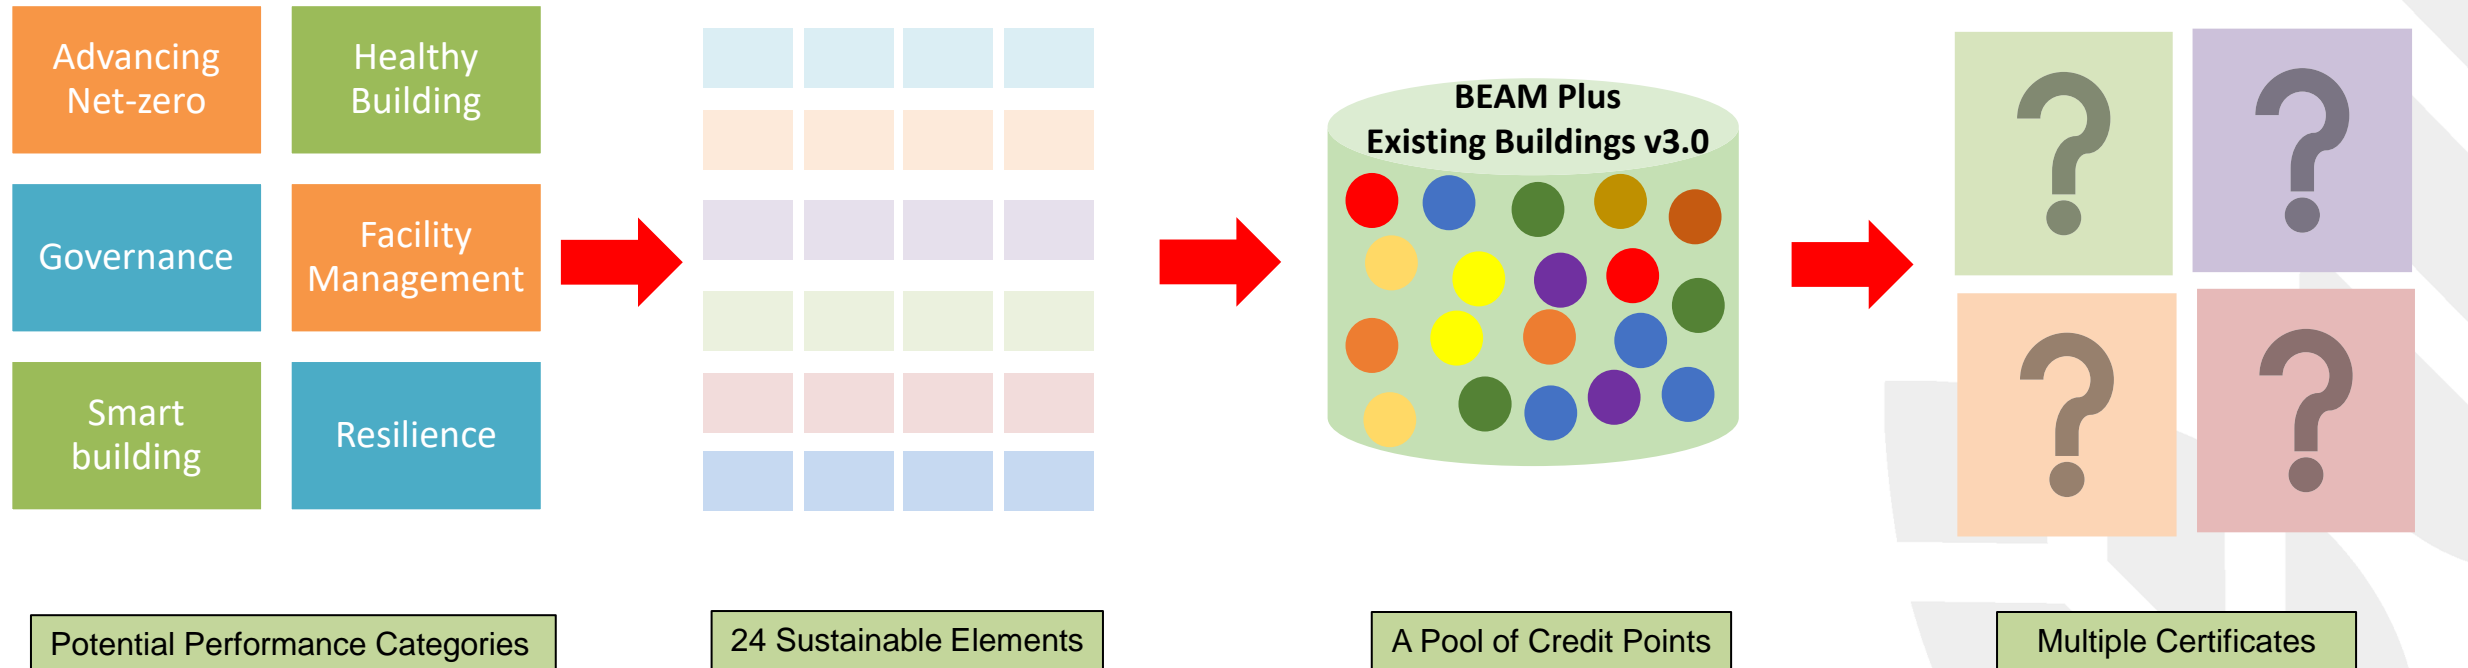 Advancing
Net-zero
Healthy
Building
Governance
Facility
Management
Smart
building
Resilience
BEAM Plus
Existing Buildings v3.0
?
?
?
?
Potential Performance Categories
24 Sustainable Elements
A Pool of Credit Points
Multiple Certificates